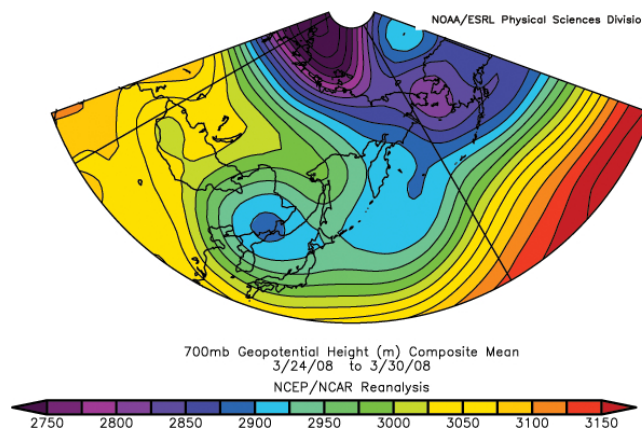 NOAA/ESRL Physical Sciences Divisio
700mb Geopotential Height (m) Composite Mean
3/24/08 to 3/30/08
NCEP/NCAR Reanalysis
2750 2800 2850 2900 2950 3000 3050 3100 3150